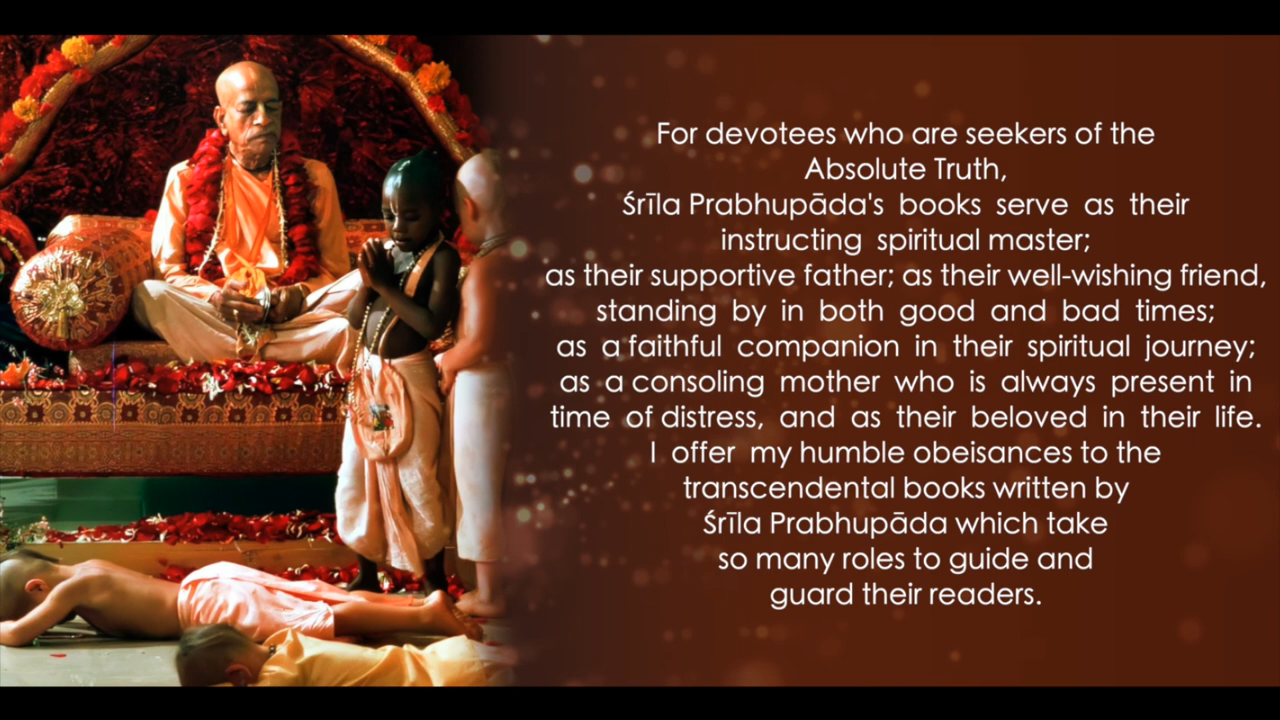 For devotees who are seekers of the
Absolute Truth,
Śrīla Prabhupāda's books serve as their
instructing spiritual master;
as their supportive father; as their well-wishing friend,
standing by in both good and bad times;
as a faithful companion in their spiritual journey;
as a consoling mother who is always present in
time of distress, and as their beloved in their life.
I offer my humble obeisances to the
transcendental books written by
Śrīla Prabhupāda which take
so many roles to guide and
guard their readers.